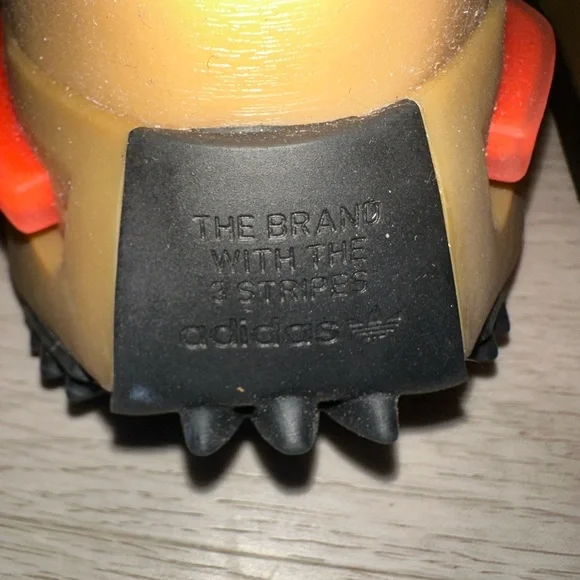 THE BRAND
WITH THE
3 STRIPES
adidas